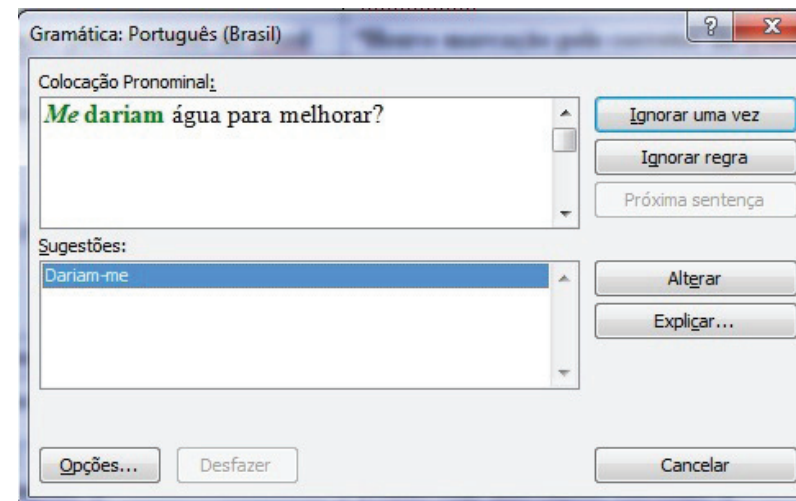 Gramática: Português (Brasil)
Colocação Pronominal:
Me dariam água para melhorar?
Ignorar uma vez
Ignorar regra
Próxima sentença
Sugestões:
Dariam-me
Alterar
Explicar...
Opções...
Desfazer
Cancelar